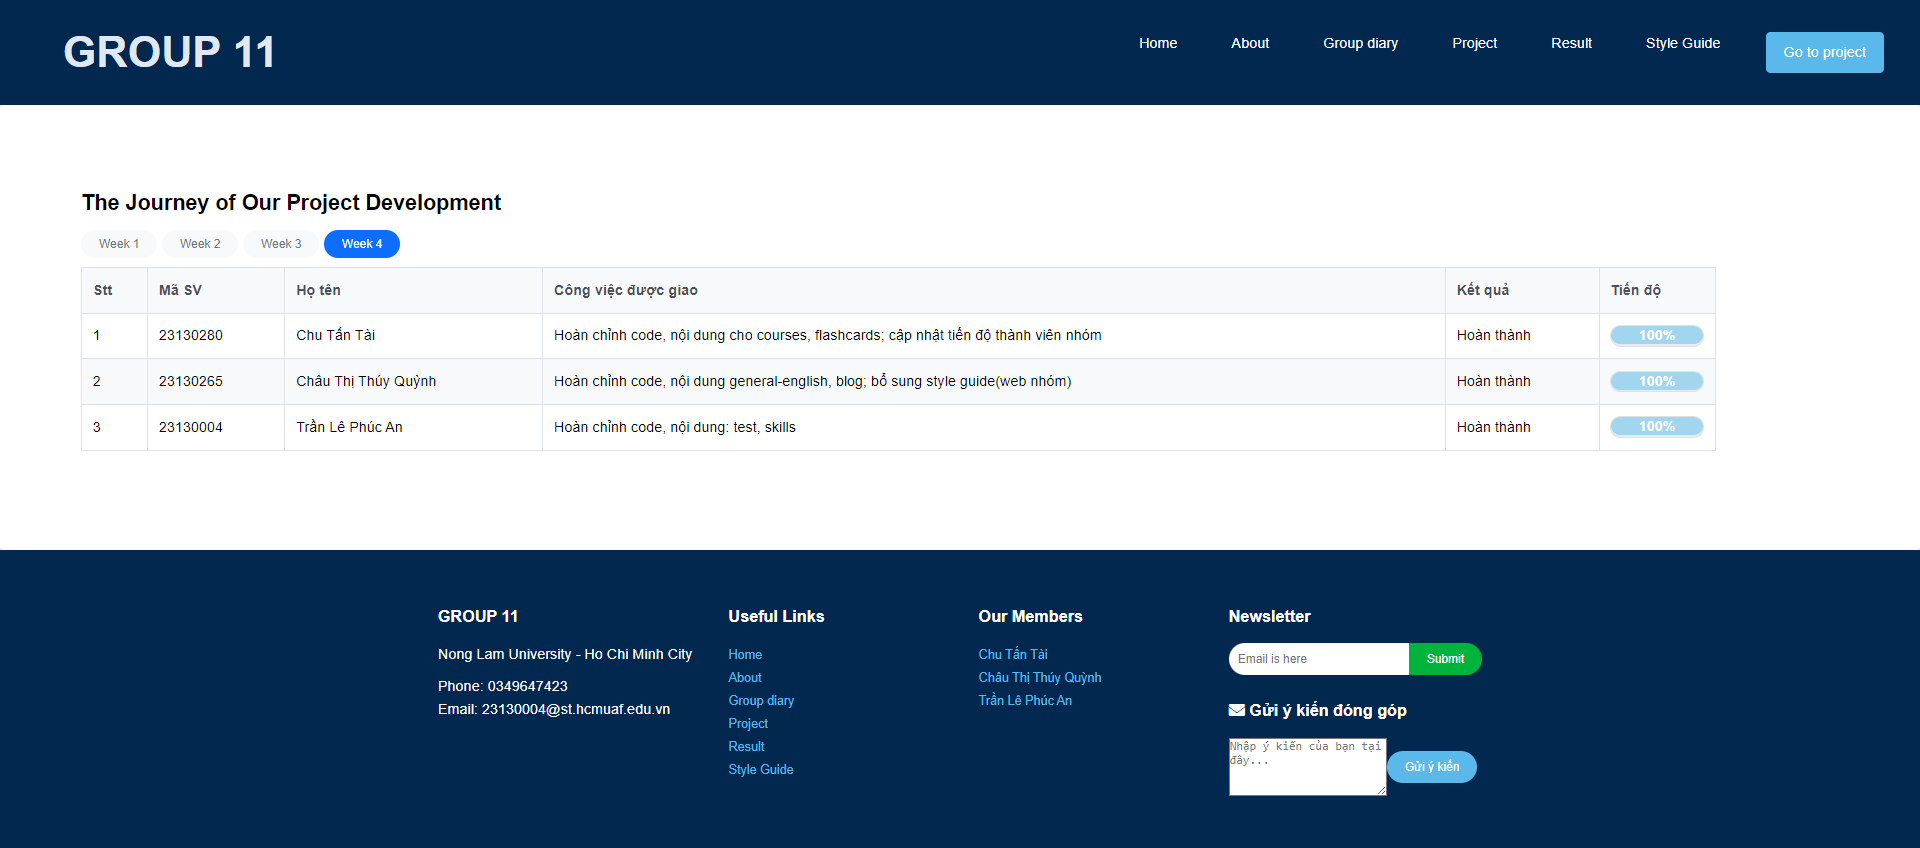 GROUP 11
Home About Group diary Project Result Style Guide Go to project
The Journey of Our Project Development
Week 1 Week 2 Week 3 Week 4
Stt Mã SV Họ tên Công việc được giao Kết quả Tiến độ
1 23130280 Chu Tấn Tài Hoàn chỉnh code, nội dung cho courses, flashcards; cập nhật tiến độ thành viên nhóm Hoàn thành 100%
2 23130265 Châu Thị Thúy Quỳnh Hoàn chỉnh code, nội dung general-english, blog; bổ sung style guide(web nhóm) Hoàn thành 100%
3 23130004 Trần Lê Phúc An Hoàn chỉnh code, nội dung: test, skills Hoàn thành 100%
GROUP 11
Nong Lam University - Ho Chi Minh City
Phone: 0349647423
Email: 23130004@st.hcmuaf.edu.vn
Useful Links
Home
About
Group diary
Project
Result
Style Guide
Our Members
Chu Tấn Tài
Châu Thị Thúy Quỳnh
Trần Lê Phúc An
Newsletter
Email is here Submit
Gửi ý kiến đóng góp
Nhập ý kiến của bạn tại
đây...
Gửi ý kiến